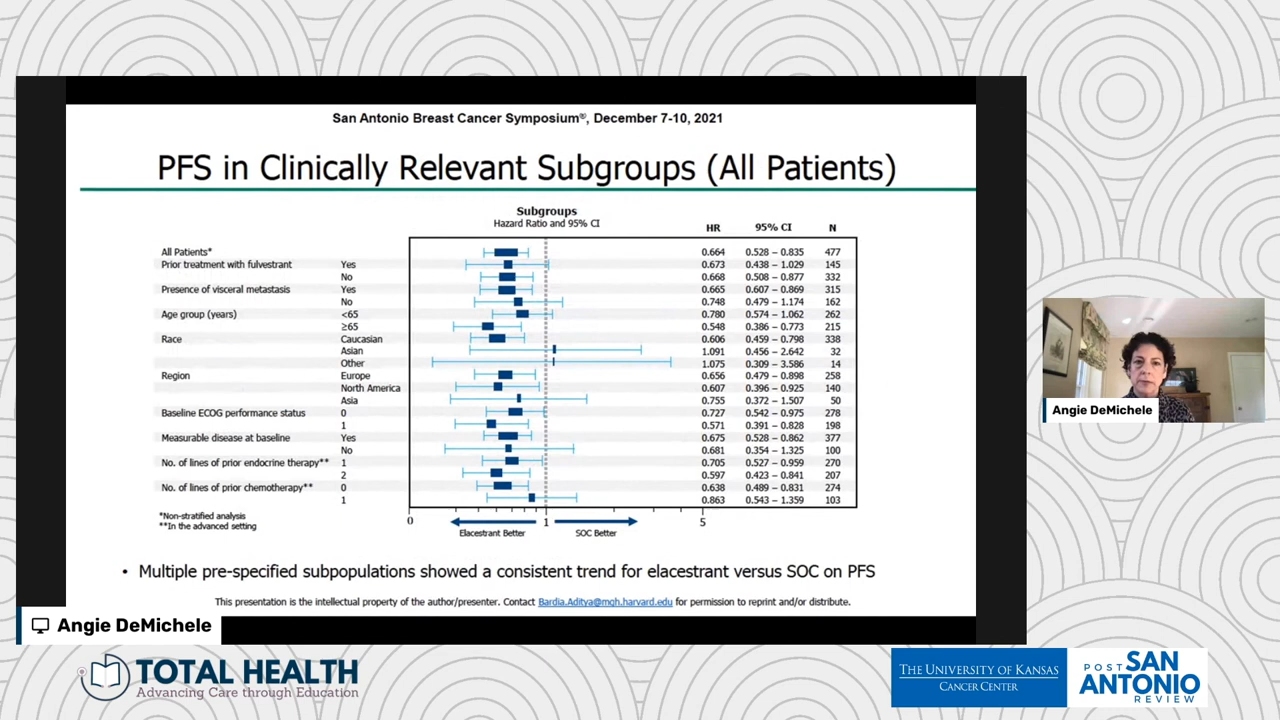 San Antonio Breast Cancer Symposium®, December 7-10, 2021
PFS in Clinically Relevant Subgroups (All Patients)
Subgroups
Hazard Ratio and 95% CI
HR 95% CI N
All Patients* 0.664 0.528 – 0.835 477
Prior treatment with fulvestrant Yes 0.673 0.438 - 1.029 145
No 0.668 0.508 – 0.877 332
Presence of visceral metastasis Yes 0.665 0.607 – 0.869 315
No 0.748 0.479 – 1.174 162
Age group (years) <65 0.780 0.574 – 1.062 262
≥65 0.548 0.386 – 0.773 215
Race Caucasian 0.606 0.459 – 0.798 338
Asian 1.091 0.456 – 2.642 32
Other 1.075 0.309 – 3.586 14
Region Europe 0.656 0.479 – 0.898 258
North America 0.607 0.396 – 0.925 140
Asia 0.755 0.372 – 1.507 50
Baseline ECOG performance status 0 0.727 0.542 – 0.975 278
1 0.571 0.391 – 0.828 198
Measurable disease at baseline Yes 0.675 0.528 – 0.862 377
No 0.681 0.354 – 1.325 100
No. of lines of prior endocrine therapy** 1 0.705 0.527 – 0.959 270
2 0.597 0.423 – 0.841 207
No. of lines of prior chemotherapy** 0 0.638 0.489 – 0.831 274
1 0.863 0.543 – 1.359 103
*Non-stratified analysis
**In the advanced setting
0 1 5
Elacestrant Better SOC Better
• Multiple pre-specified subpopulations showed a consistent trend for elacestrant versus SOC on PFS
This presentation is the intellectual property of the author/presenter. Contact Bardia.Aditya@mgh.harvard.edu for permission to reprint and/or distribute.
Angie DeMichele
Angie DeMichele
TOTAL HEALTH
Advancing Care through Education
THE UNIVERSITY OF KANSAS
CANCER CENTER
POST SAN
ANTONIO
REVIEW